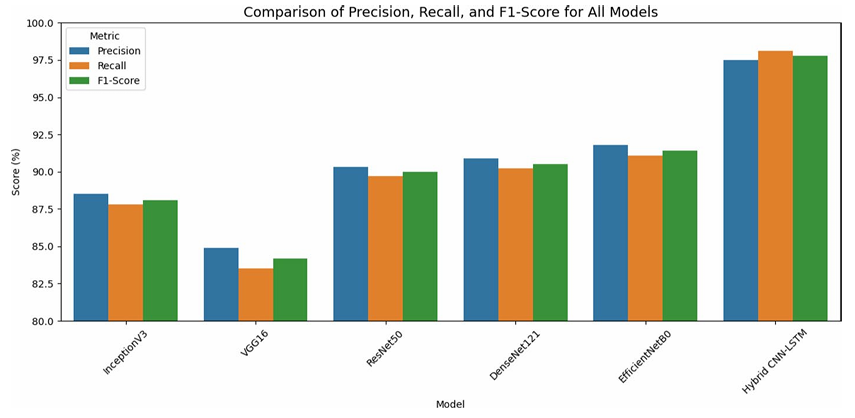 Comparison of Precision, Recall, and F1-Score for All Models
Metric
Precision
Recall
F1-Score
Score (%)
100.0
97.5
95.0
92.5
90.0
87.5
85.0
82.5
80.0
InceptionV3
VGG16
ResNet50
DenseNet121
EfficientNetB0
Hybrid CNN-LSTM
Model